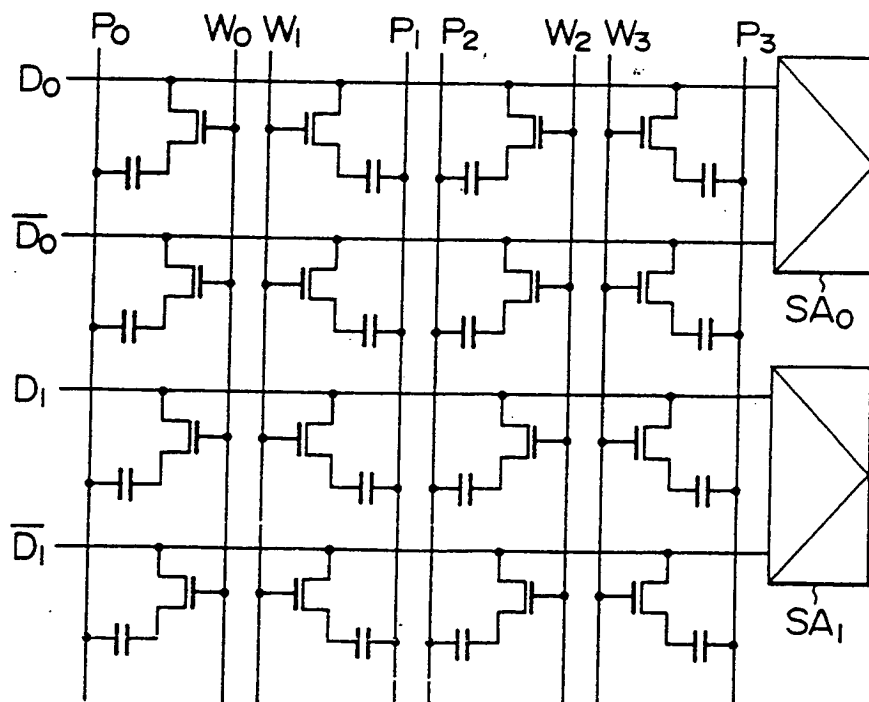 P₀ W₀ W₁ P₁ P₂ W₂ W₃ P₃
D₀
D̅₀
SA₀
D₁
D̅₁
SA₁